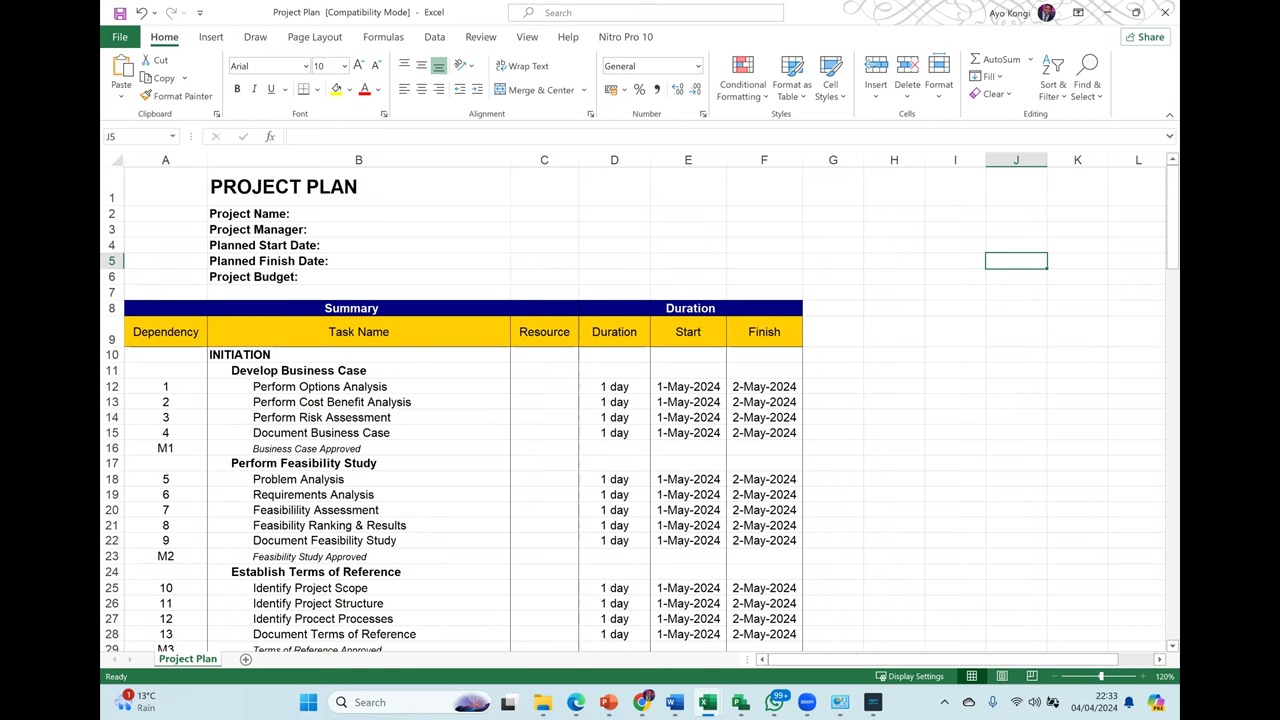 Project Plan [Compatibility Mode] - Excel
Search
Ayo Kongi
File Home Insert Draw Page Layout Formulas Data Review View Help Nitro Pro 10
Share
Paste
Cut
Copy
Format Painter
Clipboard
Arial 10
B I U
Font
Wrap Text
Merge & Center
Alignment
General
Number
Conditional Formatting
Format as Table
Cell Styles
Styles
Insert Delete Format
Cells
AutoSum
Fill
Clear
Sort & Filter
Find & Select
Editing
J5
fx
A B C D E F G H I J K L
1 PROJECT PLAN
2 Project Name:
3 Project Manager:
4 Planned Start Date:
5 Planned Finish Date:
6 Project Budget:
7
8 Summary Duration
9 Dependency Task Name Resource Duration Start Finish
10 INITIATION
11 Develop Business Case
12 1 Perform Options Analysis 1 day 1-May-2024 2-May-2024
13 2 Perform Cost Benefit Analysis 1 day 1-May-2024 2-May-2024
14 3 Perform Risk Assessment 1 day 1-May-2024 2-May-2024
15 4 Document Business Case 1 day 1-May-2024 2-May-2024
16 M1 Business Case Approved
17 Perform Feasibility Study
18 5 Problem Analysis 1 day 1-May-2024 2-May-2024
19 6 Requirements Analysis 1 day 1-May-2024 2-May-2024
20 7 Feasibilility Assessment 1 day 1-May-2024 2-May-2024
21 8 Feasibility Ranking & Results 1 day 1-May-2024 2-May-2024
22 9 Document Feasibility Study 1 day 1-May-2024 2-May-2024
23 M2 Feasibility Study Approved
24 Establish Terms of Reference
25 10 Identify Project Scope 1 day 1-May-2024 2-May-2024
26 11 Identify Project Structure 1 day 1-May-2024 2-May-2024
27 12 Identify Procect Processes 1 day 1-May-2024 2-May-2024
28 13 Document Terms of Reference 1 day 1-May-2024 2-May-2024
29 M3 Terms of Reference Approved
Project Plan
Ready
Display Settings
120%
1
13°C
Rain
Search
99+
zoom
22:33
04/04/2024
PRE